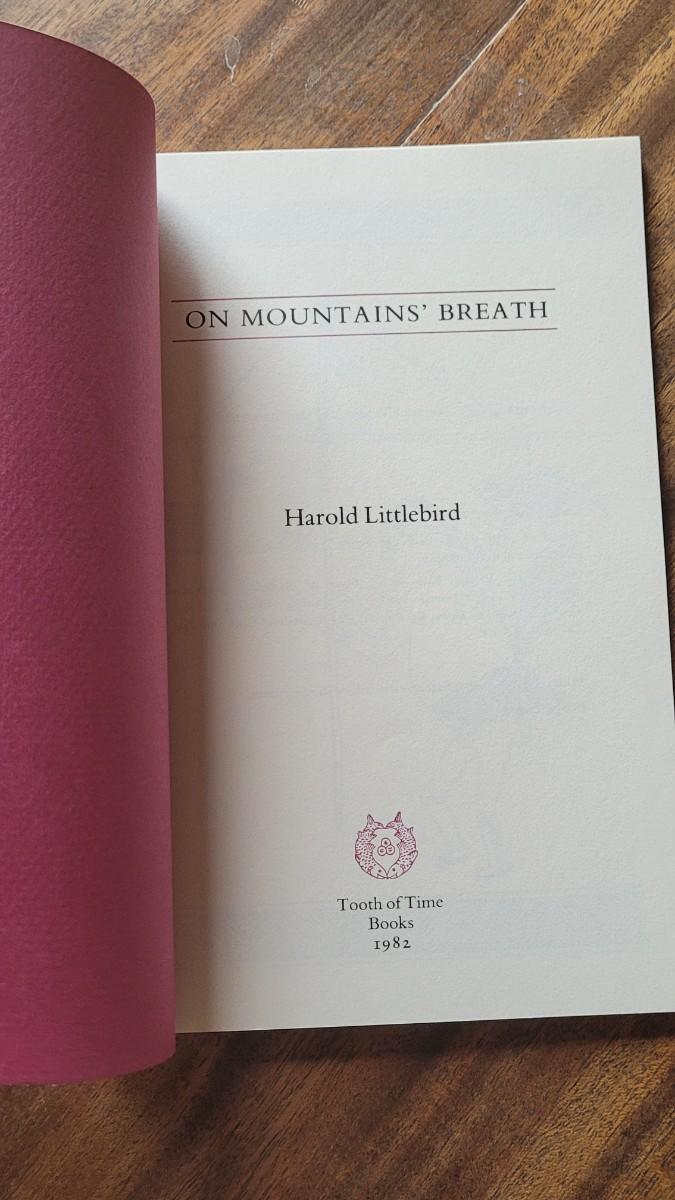 ON MOUNTAINS’ BREATH
Harold Littlebird
Tooth of Time
Books
1982